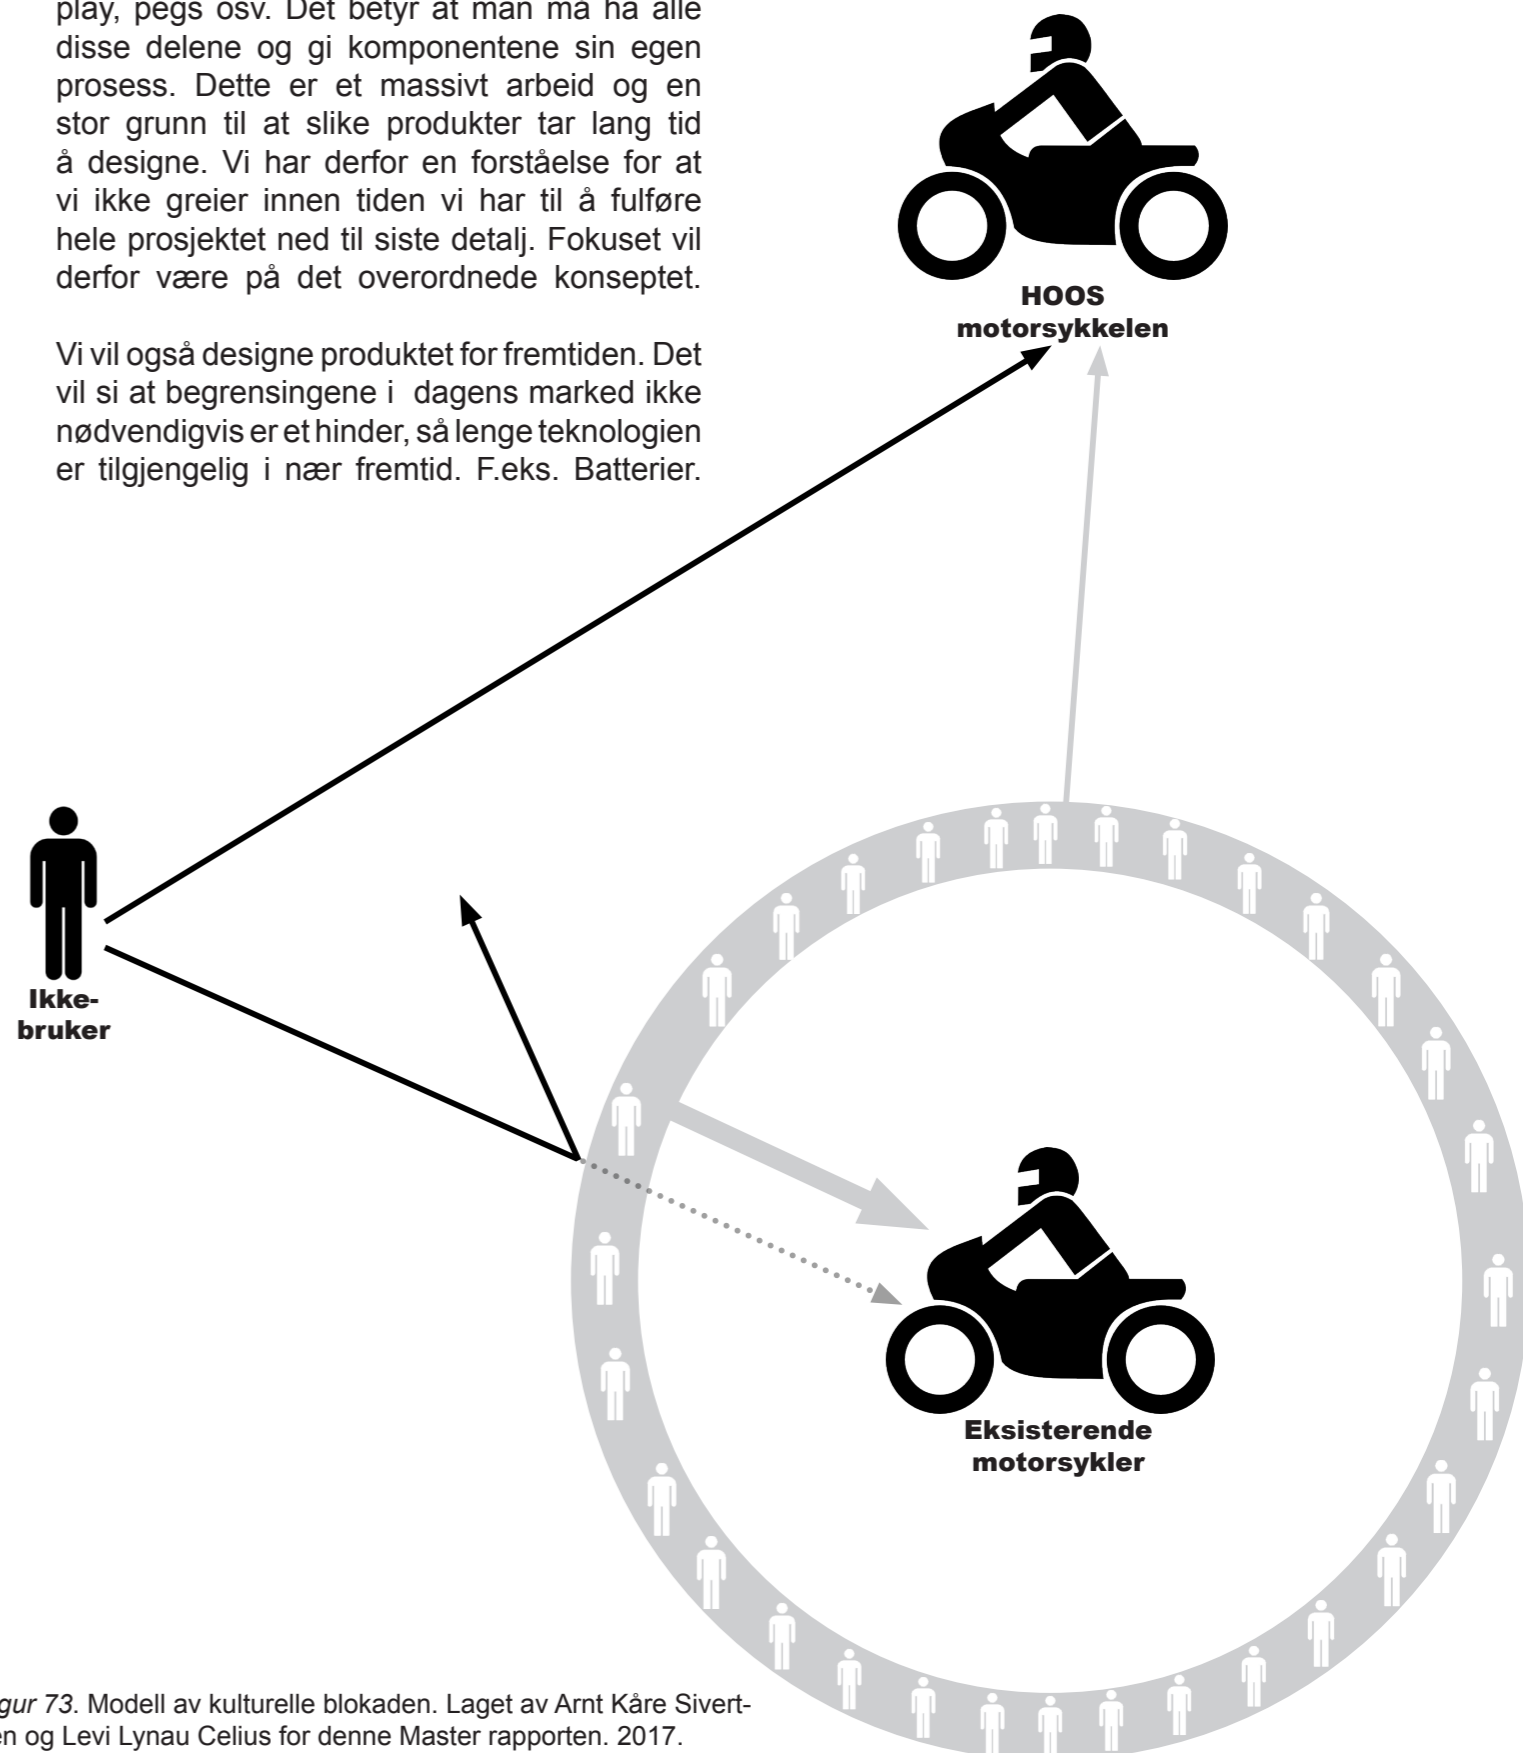 play, pegs osv. Det betyr at man må ha alle
disse delene og gi komponentene sin egen
prosess. Dette er et massivt arbeid og en
stor grunn til at slike produkter tar lang tid
å designe. Vi har derfor en forståelse for at
vi ikke greier innen tiden vi har til å fulføre
hele prosjektet ned til siste detalj. Fokuset vil
derfor være på det overordnede konseptet.
Vi vil også designe produktet for fremtiden. Det
vil si at begrensingene i dagens marked ikke
nødvendigvis er et hinder, så lenge teknologien
er tilgjengelig i nær fremtid. F.eks. Batterier.
HOOS
motorsykkelen
Ikke-
bruker
Eksisterende
motorsykler
gur 73. Modell av kulturelle blokaden. Laget av Arnt Kåre Sivert-
en og Levi Lynau Celius for denne Master rapporten. 2017.